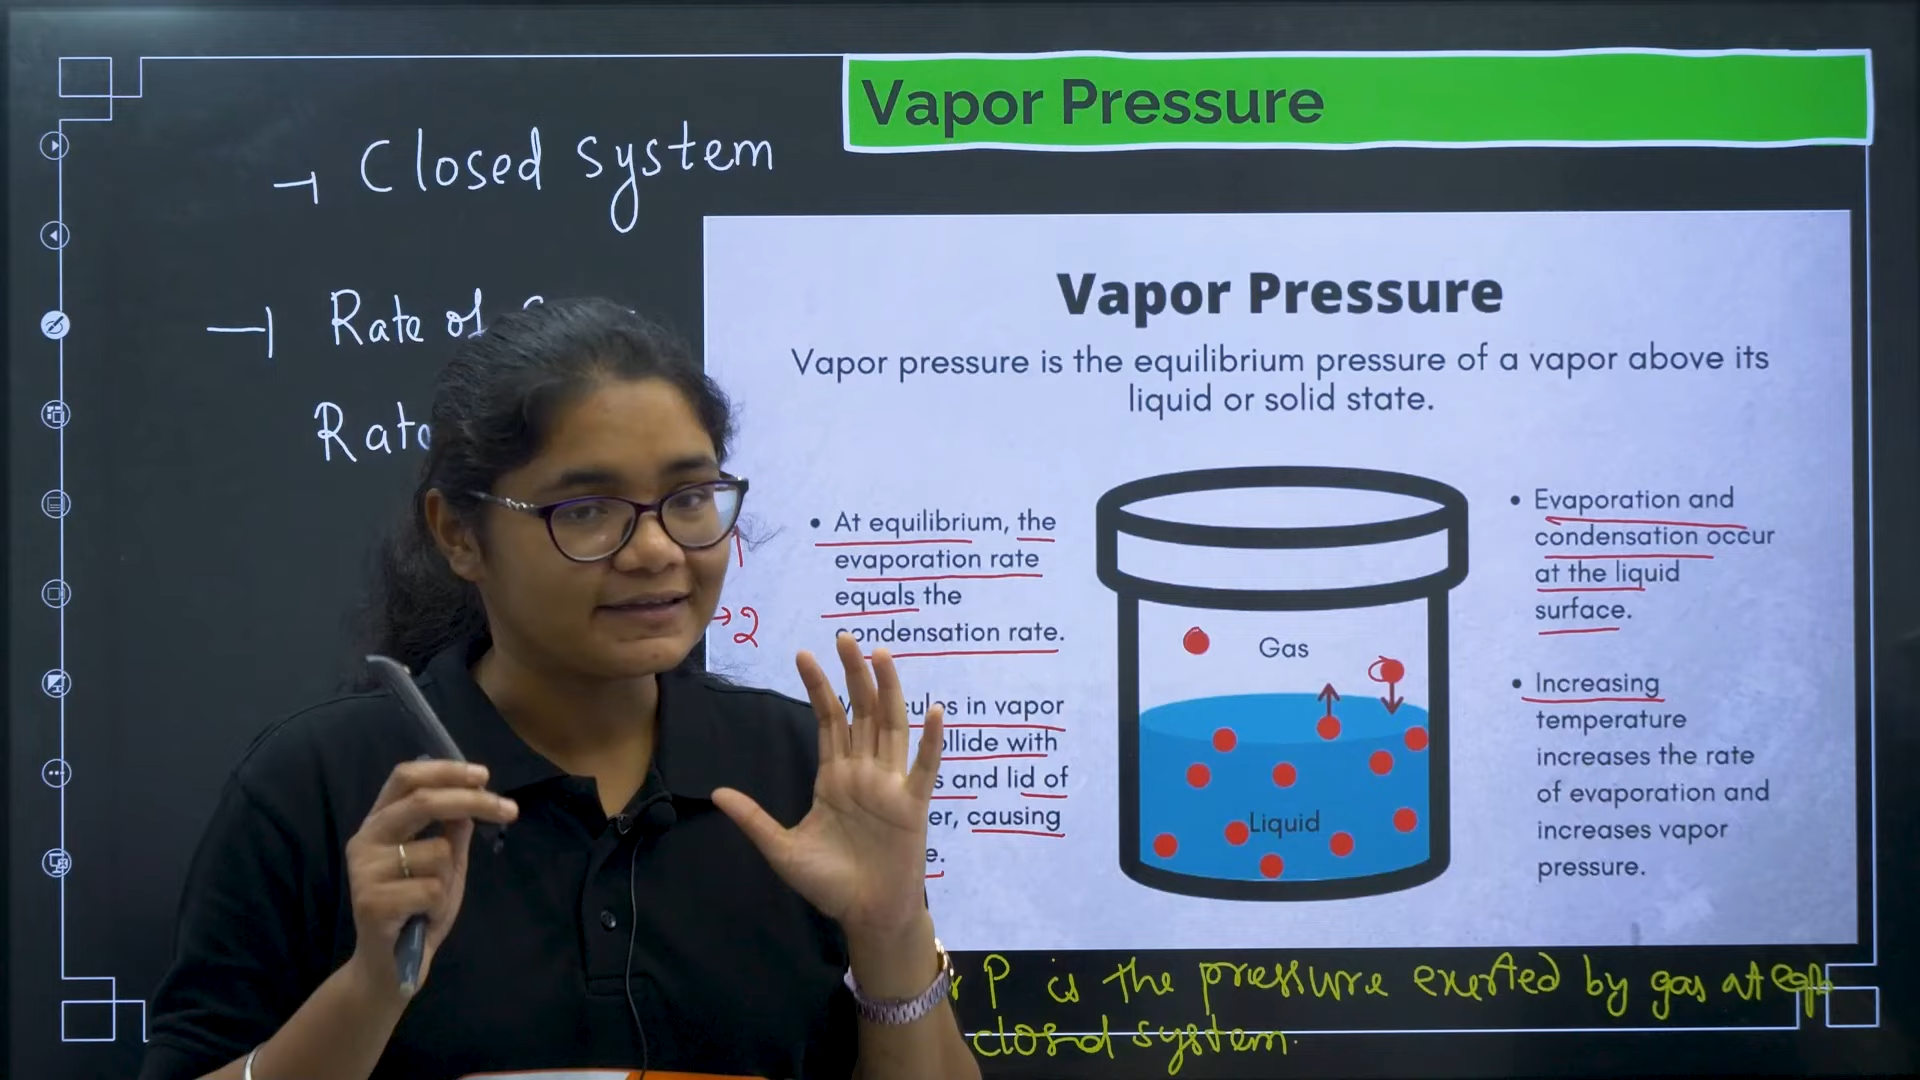 Vapor Pressure
→ Closed system
→ Rate of
Rate
Vapor Pressure
Vapor pressure is the equilibrium pressure of a vapor above its
liquid or solid state.
• At equilibrium, the
evaporation rate
equals the
condensation rate.
1
→ 2
in vapor
collide with
and lid of
causing
Gas
Liquid
• Evaporation and
condensation occur
at the liquid
surface.
• Increasing
temperature
increases the rate
of evaporation and
increases vapor
pressure.
P is the pressure exerted by gas at eqm
closed system.